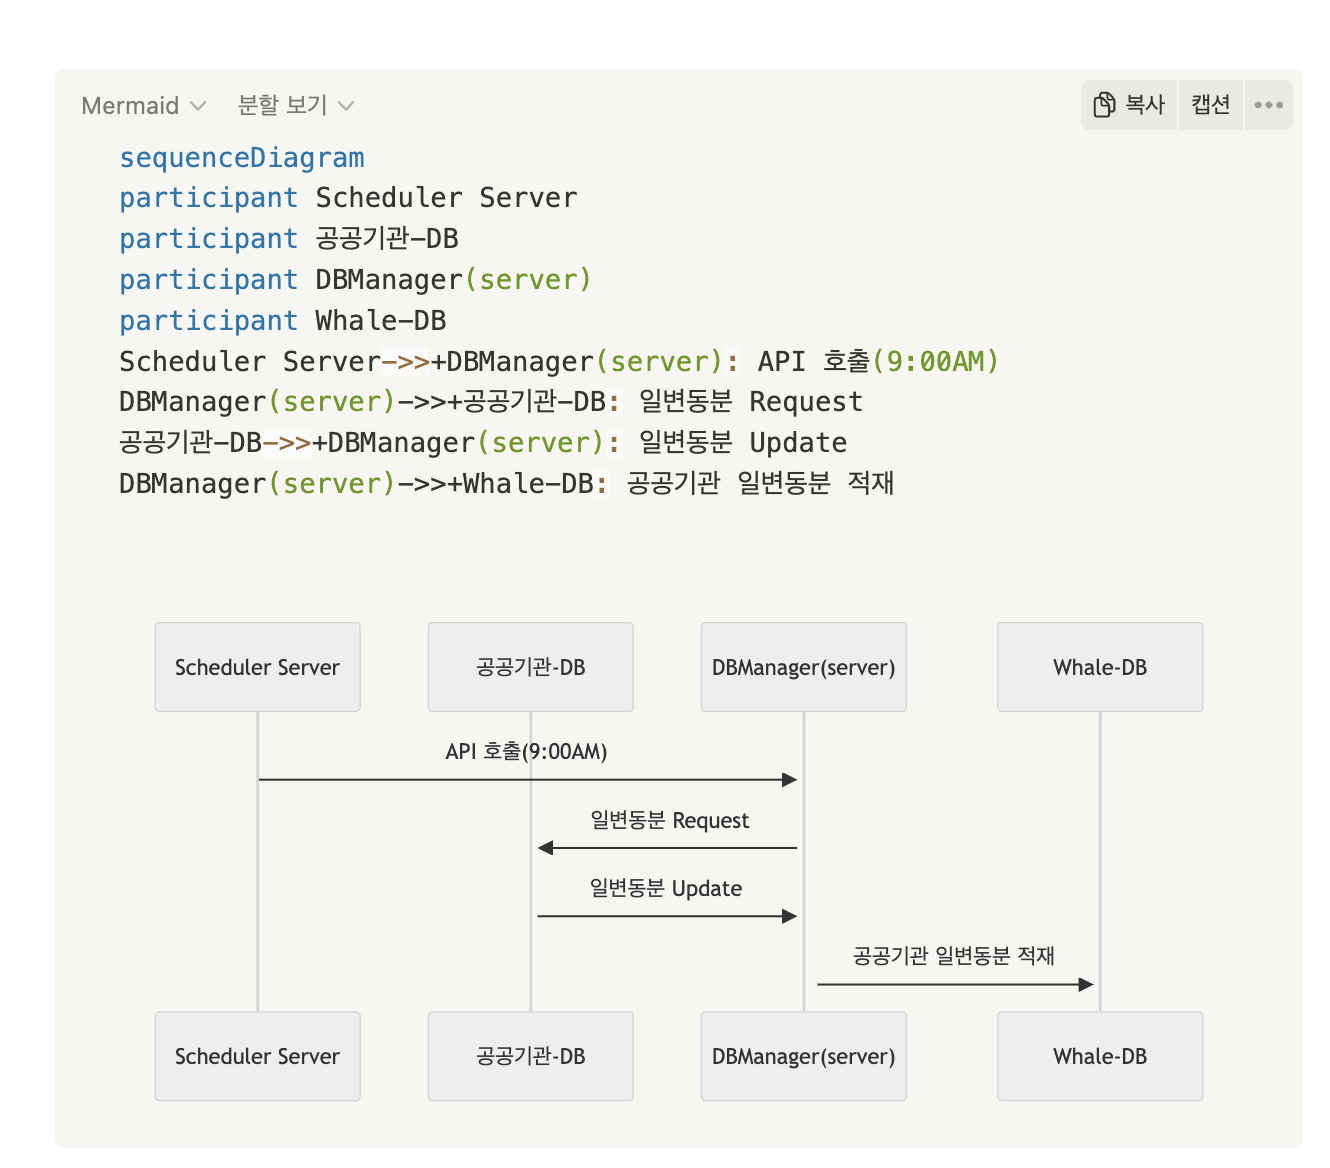 Mermaid 분할 보기 복사 캡션
sequenceDiagram
participant Scheduler Server
participant 공공기관-DB
participant DBManager(server)
participant Whale-DB
Scheduler Server->>+DBManager(server): API 호출(9:00AM)
DBManager(server)->>+공공기관-DB: 일변동분 Request
공공기관-DB->>+DBManager(server): 일변동분 Update
DBManager(server)->>+Whale-DB: 공공기관 일변동분 적재
Scheduler Server 공공기관-DB DBManager(server) Whale-DB
API 호출(9:00AM)
일변동분 Request
일변동분 Update
공공기관 일변동분 적재
Scheduler Server 공공기관-DB DBManager(server) Whale-DB